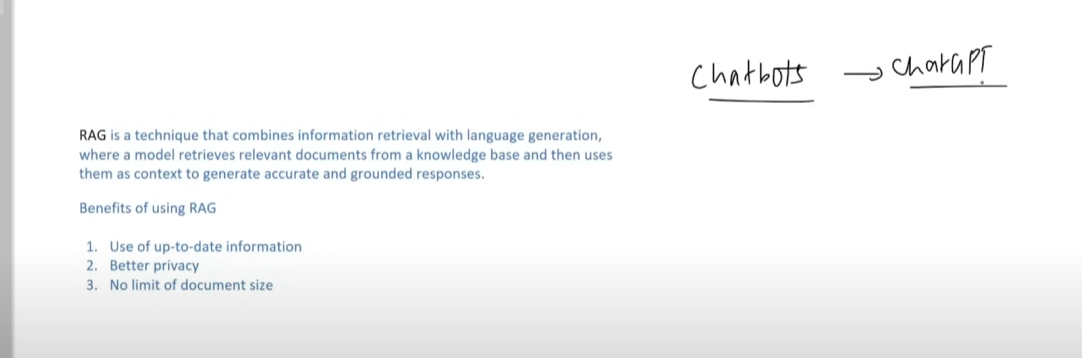 Chatbots → ChatGPT
RAG is a technique that combines information retrieval with language generation,
where a model retrieves relevant documents from a knowledge base and then uses
them as context to generate accurate and grounded responses.
Benefits of using RAG
1. Use of up-to-date information
2. Better privacy
3. No limit of document size